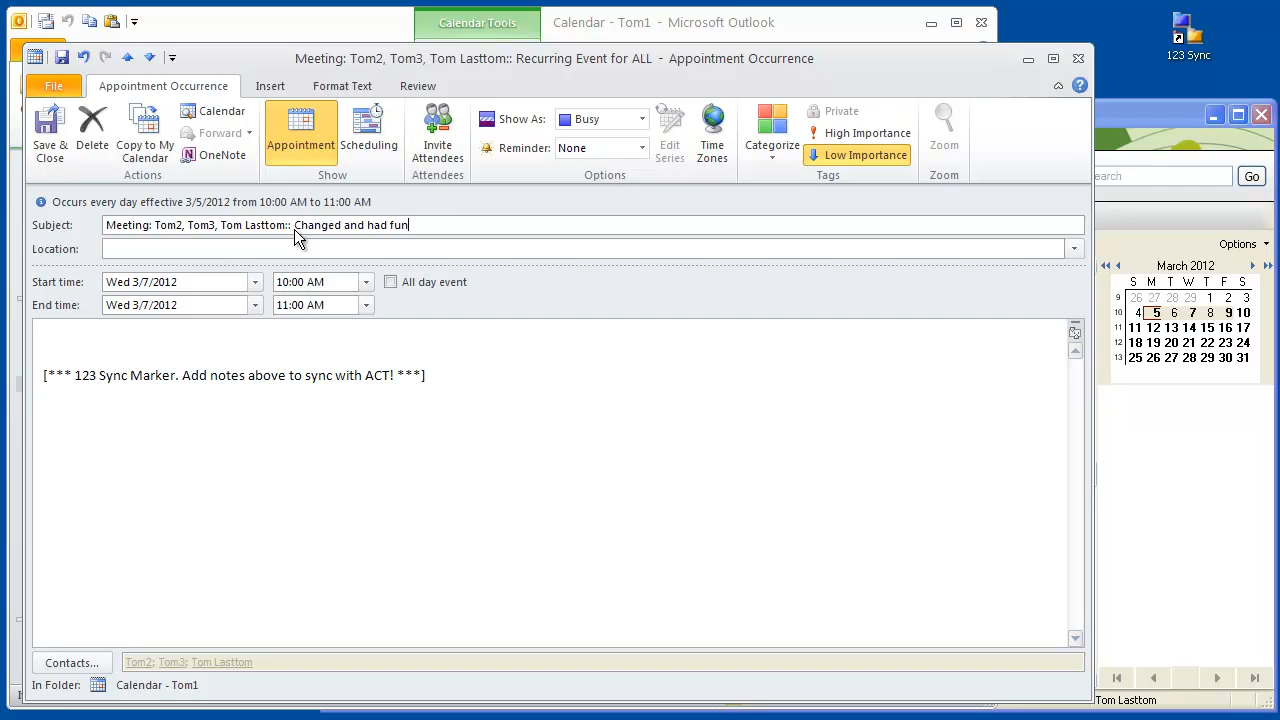 Calendar Tools
Calendar - Tom1 - Microsoft Outlook
123 Sync
Meeting: Tom2, Tom3, Tom Lasttom:: Recurring Event for ALL - Appointment Occurrence
File
Appointment Occurrence
Insert
Format Text
Review
Save & Close
Delete
Copy to My Calendar
Calendar
Forward
OneNote
Actions
Appointment
Scheduling
Show
Invite Attendees
Attendees
Show As:
Busy
Reminder:
None
Edit Series
Time Zones
Options
Categorize
Private
High Importance
Low Importance
Tags
Zoom
Zoom
earch
Go
Occurs every day effective 3/5/2012 from 10:00 AM to 11:00 AM
Subject:
Meeting: Tom2, Tom3, Tom Lasttom:: Changed and had fun
Location:
Start time:
Wed 3/7/2012
10:00 AM
All day event
End time:
Wed 3/7/2012
11:00 AM
[*** 123 Sync Marker. Add notes above to sync with ACT! ***]
Contacts...
Tom2; Tom3; Tom Lasttom
In Folder:
Calendar - Tom1
Options
March 2012
S M T W T F S
9 26 27 28 29 1 2 3
10 4 5 6 7 8 9 10
11 11 12 13 14 15 16 17
12 18 19 20 21 22 23 24
13 25 26 27 28 29 30 31
Tom Lasttom